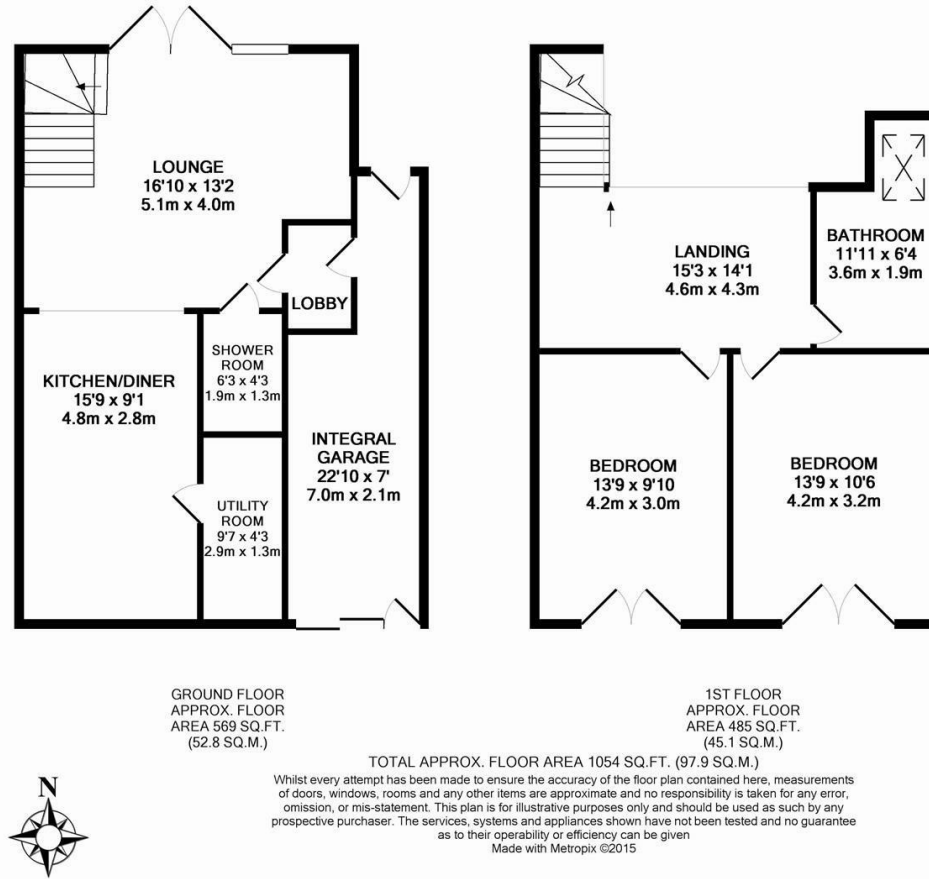 LOUNGE
16'10 x 13'2
5.1m x 4.0m
LOBBY
SHOWER
ROOM
6'3 x 4'3
1.9m x 1.3m
KITCHEN/DINER
15'9 x 9'1
4.8m x 2.8m
INTEGRAL
GARAGE
22'10 x 7'
7.0m x 2.1m
UTILITY
ROOM
9'7 x 4'3
2.9m x 1.3m
LANDING
15'3 x 14'1
4.6m x 4.3m
BATHROOM
11'11 x 6'4
3.6m x 1.9m
BEDROOM
13'9 x 9'10
4.2m x 3.0m
BEDROOM
13'9 x 10'6
4.2m x 3.2m
GROUND FLOOR
APPROX. FLOOR
AREA 569 SQ.FT.
(52.8 SQ.M.)
1ST FLOOR
APPROX. FLOOR
AREA 485 SQ.FT.
(45.1 SQ.M.)
TOTAL APPROX. FLOOR AREA 1054 SQ.FT. (97.9 SQ.M.)
Whilst every attempt has been made to ensure the accuracy of the floor plan contained here, measurements
of doors, windows, rooms and any other items are approximate and no responsibility is taken for any error,
omission, or mis-statement. This plan is for illustrative purposes only and should be used as such by any
prospective purchaser. The services, systems and appliances shown have not been tested and no guarantee
as to their operability or efficiency can be given
Made with Metropix ©2015
N